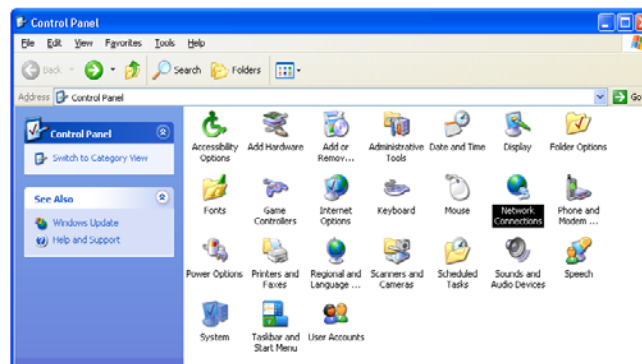 Control Panel
File Edit View Favorites Tools Help
Back Search Folders
Address Control Panel Go
Control Panel
Switch to Category View
See Also
Windows Update
Help and Support
Accessibility Options
Add Hardware
Add or Remov...
Administrative Tools
Date and Time
Display
Folder Options
Fonts
Game Controllers
Internet Options
Keyboard
Mouse
Network Connections
Phone and Modem ...
Power Options
Printers and Faxes
Regional and Language ...
Scanners and Cameras
Scheduled Tasks
Sounds and Audio Devices
Speech
System
Taskbar and Start Menu
User Accounts